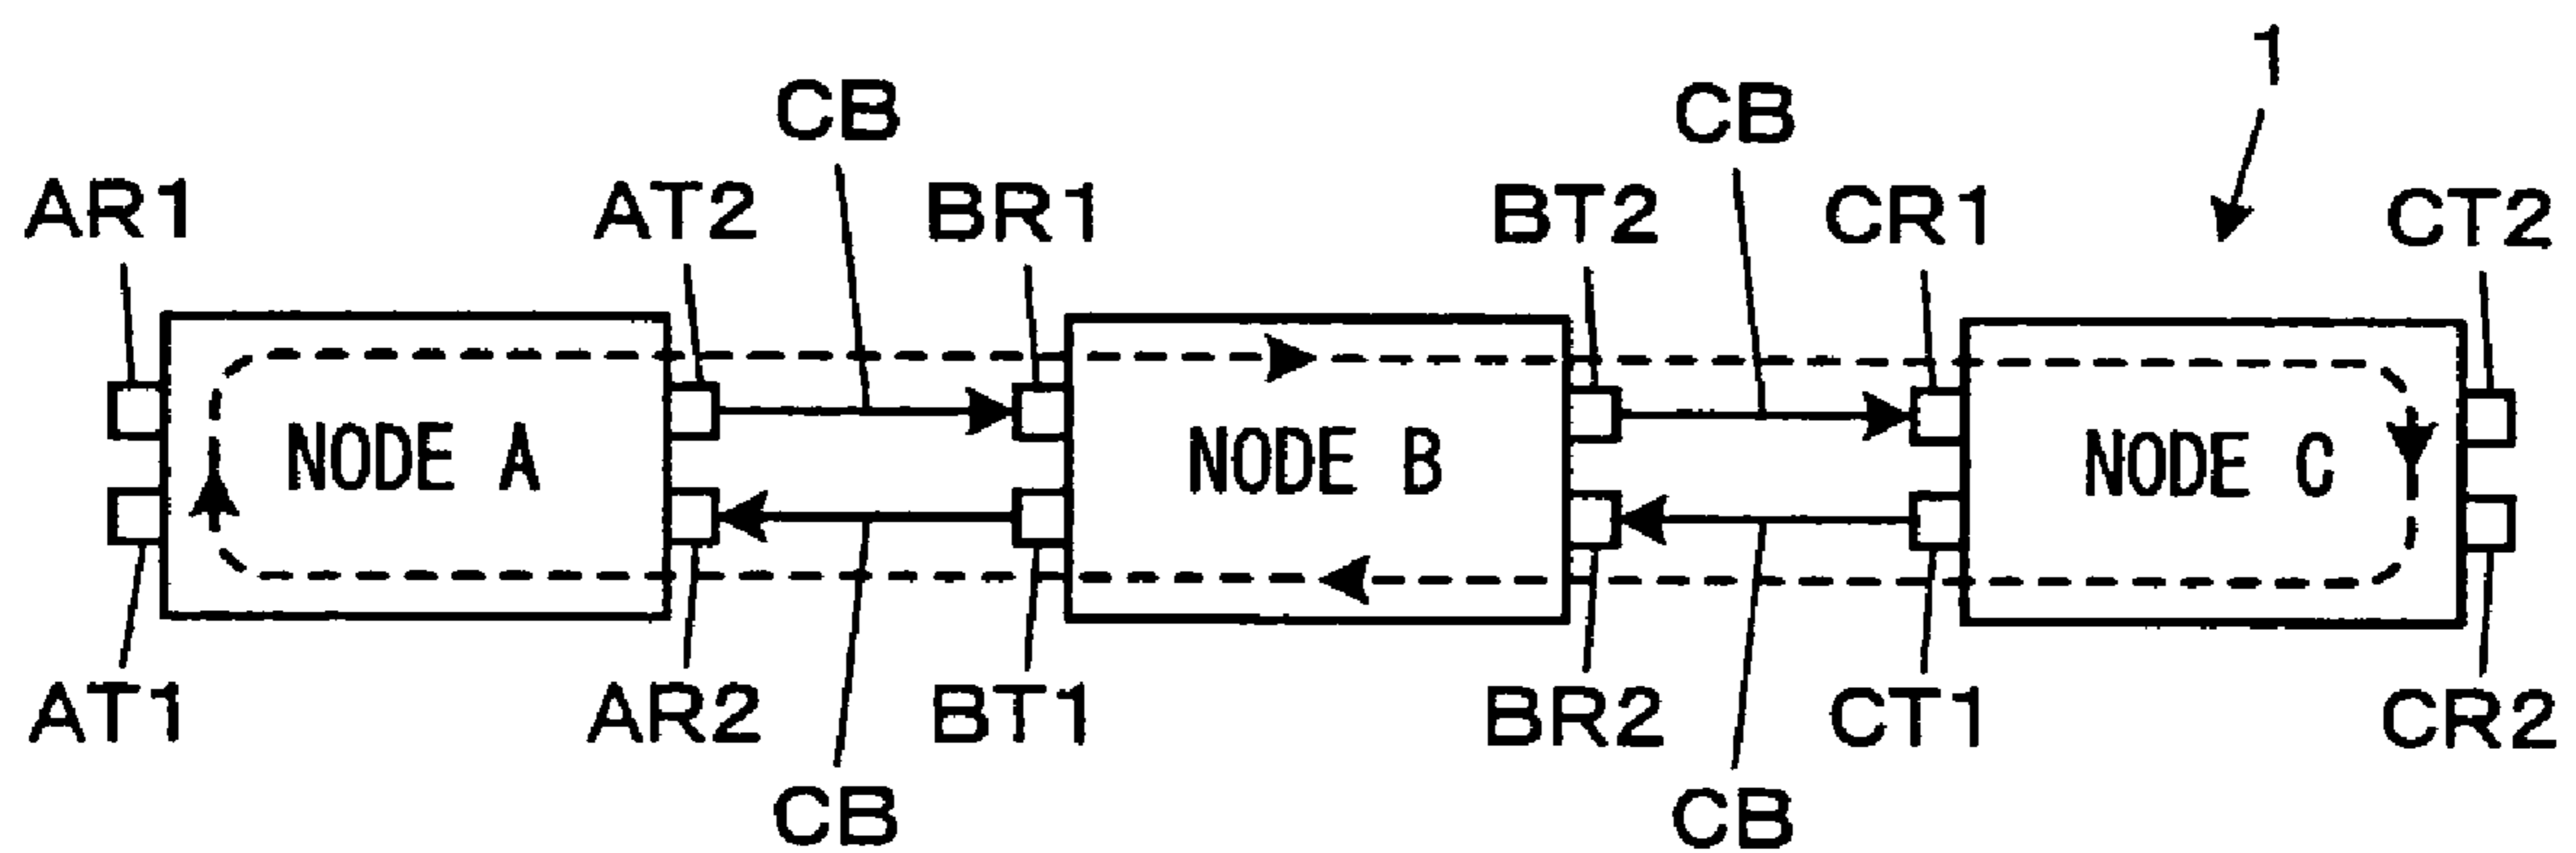 1
CB CB
AR1 AT2 BR1 BT2 CR1 CT2
NODE A NODE B NODE C
AT1 AR2 BT1 BR2 CT1 CR2
CB CB